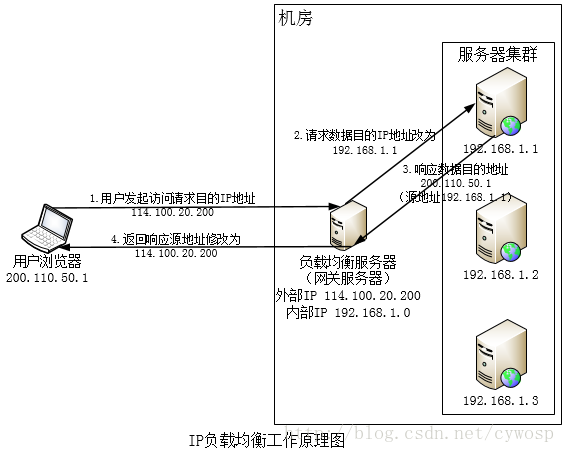 机房
服务器集群
192.168.1.1
2.请求数据目的IP地址改为
192.168.1.1
3.响应数据目的地址
200.110.50.1
（源地址192.168.1.1）
1.用户发起访问请求目的IP地址
114.100.20.200
4.返回响应源地址修改为
114.100.20.200
用户浏览器
200.110.50.1
负载均衡服务器
（网关服务器）
外部IP 114.100.20.200
内部IP 192.168.1.0
192.168.1.2
192.168.1.3
http://blog.csdn.net/cywosp
IP负载均衡工作原理图